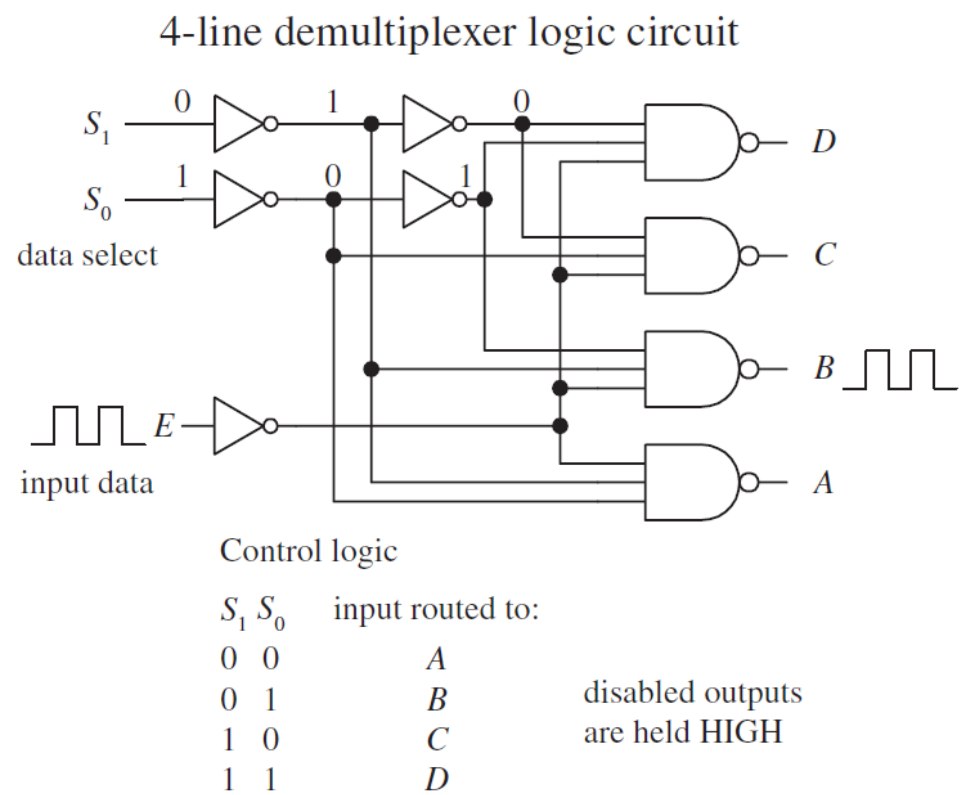 4-line demultiplexer logic circuit
S1 0 1 0 D
S0 1 0 1
data select
C
B
E
input data
A
Control logic
S1 S0 input routed to:
0 0 A
0 1 B
1 0 C
1 1 D
disabled outputs
are held HIGH